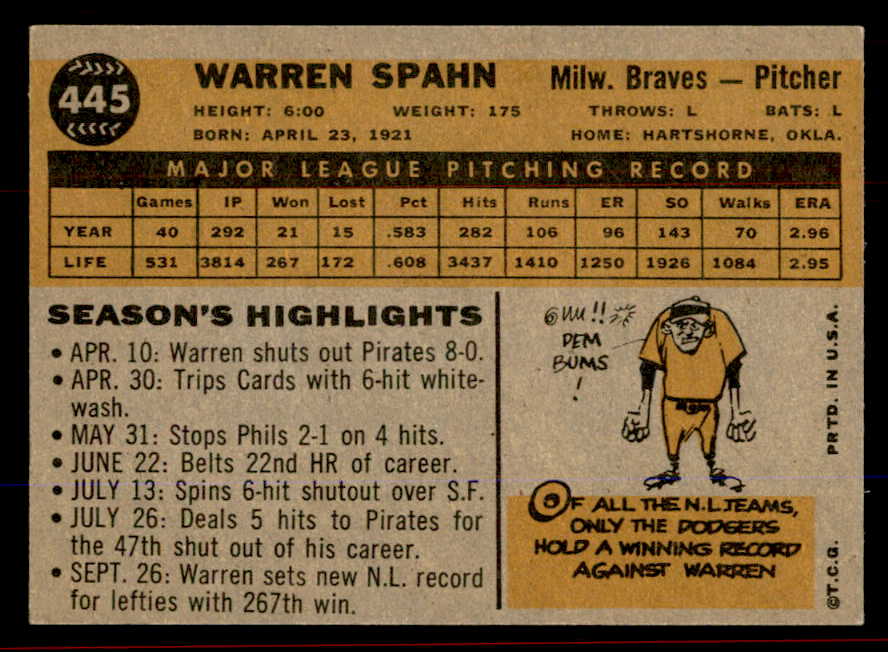 445
WARREN SPAHN Milw. Braves — Pitcher
HEIGHT: 6:00 WEIGHT: 175 THROWS: L BATS: L
BORN: APRIL 23, 1921 HOME: HARTSHORNE, OKLA.
MAJOR LEAGUE PITCHING RECORD
Games IP Won Lost Pct Hits Runs ER SO Walks ERA
YEAR 40 292 21 15 .583 282 106 96 143 70 2.96
LIFE 531 3814 267 172 .608 3437 1410 1250 1926 1084 2.95
SEASON'S HIGHLIGHTS
• APR. 10: Warren shuts out Pirates 8-0.
• APR. 30: Trips Cards with 6-hit white-
wash.
• MAY 31: Stops Phils 2-1 on 4 hits.
• JUNE 22: Belts 22nd HR of career.
• JULY 13: Spins 6-hit shutout over S.F.
• JULY 26: Deals 5 hits to Pirates for
the 47th shut out of his career.
• SEPT. 26: Warren sets new N.L. record
for lefties with 267th win.
DEM
BUMS
!
OF ALL THE N.L. TEAMS,
ONLY THE DODGERS
HOLD A WINNING RECORD
AGAINST WARREN
PRTD. IN U.S.A.
©T.C.G.